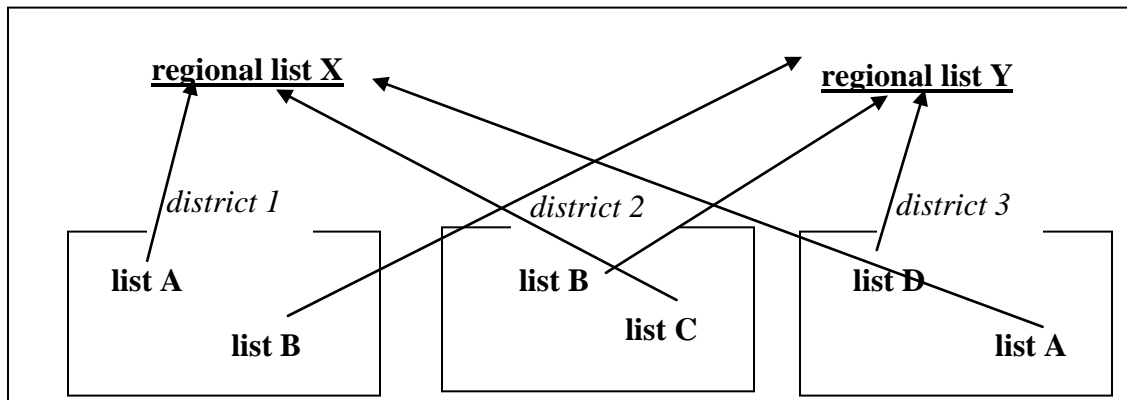 regional list X
regional list Y
district 1
district 2
district 3
list A
list B
list B
list C
list D
list A